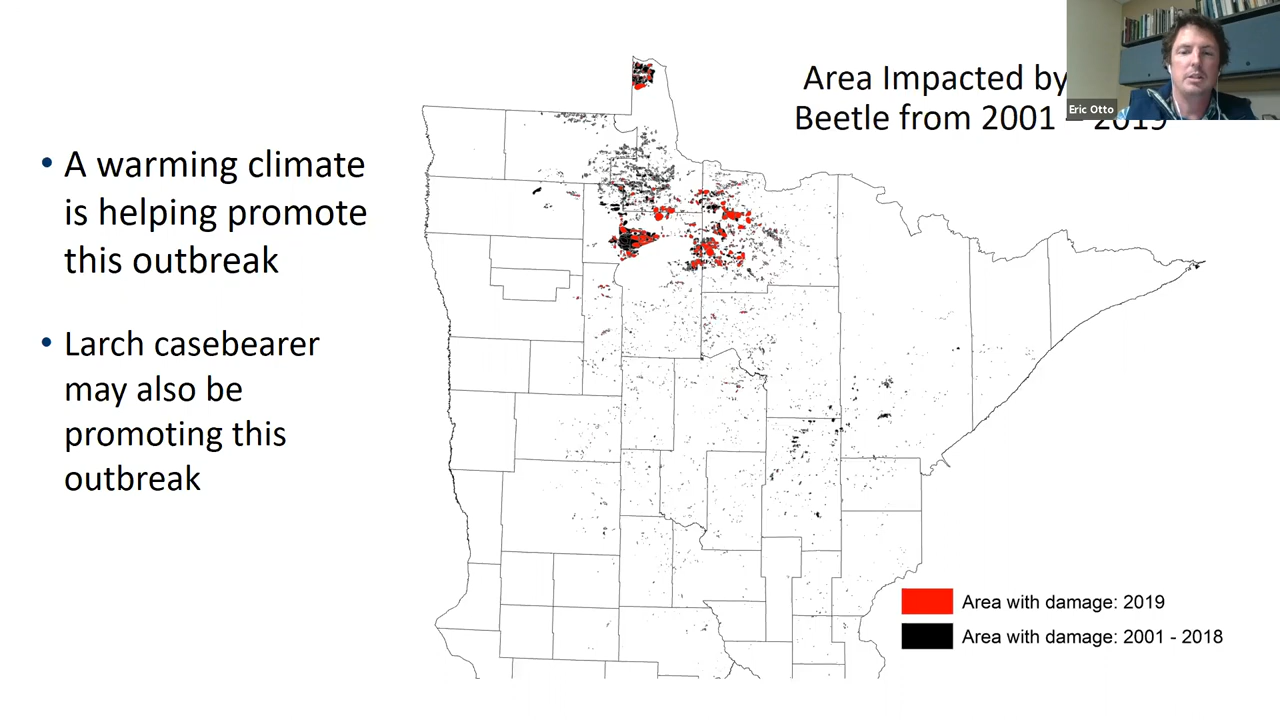 Area Impacted by
Beetle from 2001 – 2019
Eric Otto
• A warming climate
is helping promote
this outbreak
• Larch casebearer
may also be
promoting this
outbreak
Area with damage: 2019
Area with damage: 2001 - 2018